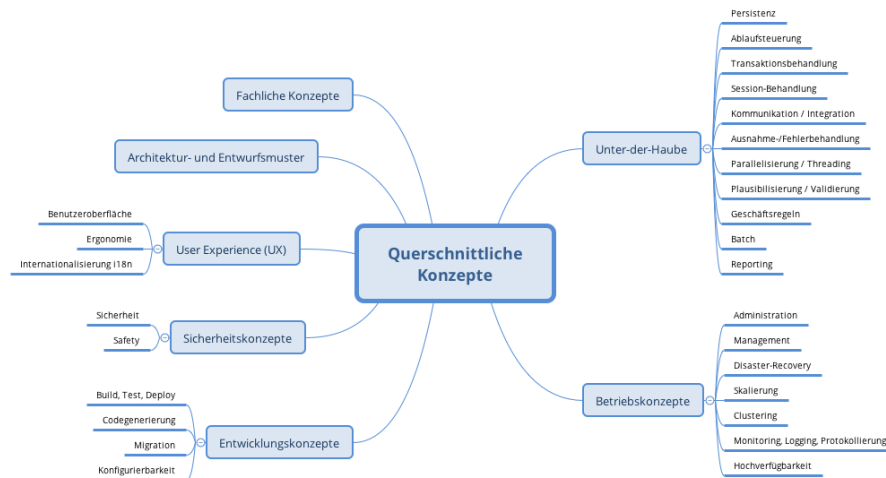 Querschnittliche
Konzepte
Fachliche Konzepte
Architektur- und Entwurfsmuster
User Experience (UX)
Benutzeroberfläche
Ergonomie
Internationalisierung i18n
Sicherheitskonzepte
Sicherheit
Safety
Entwicklungskonzepte
Build, Test, Deploy
Codegenerierung
Migration
Konfigurierbarkeit
Unter-der-Haube
Persistenz
Ablaufsteuerung
Transaktionsbehandlung
Session-Behandlung
Kommunikation / Integration
Ausnahme-/Fehlerbehandlung
Parallelisierung / Threading
Plausibilisierung / Validierung
Geschäftsregeln
Batch
Reporting
Betriebskonzepte
Administration
Management
Disaster-Recovery
Skalierung
Clustering
Monitoring, Logging, Protokollierung
Hochverfügbarkeit